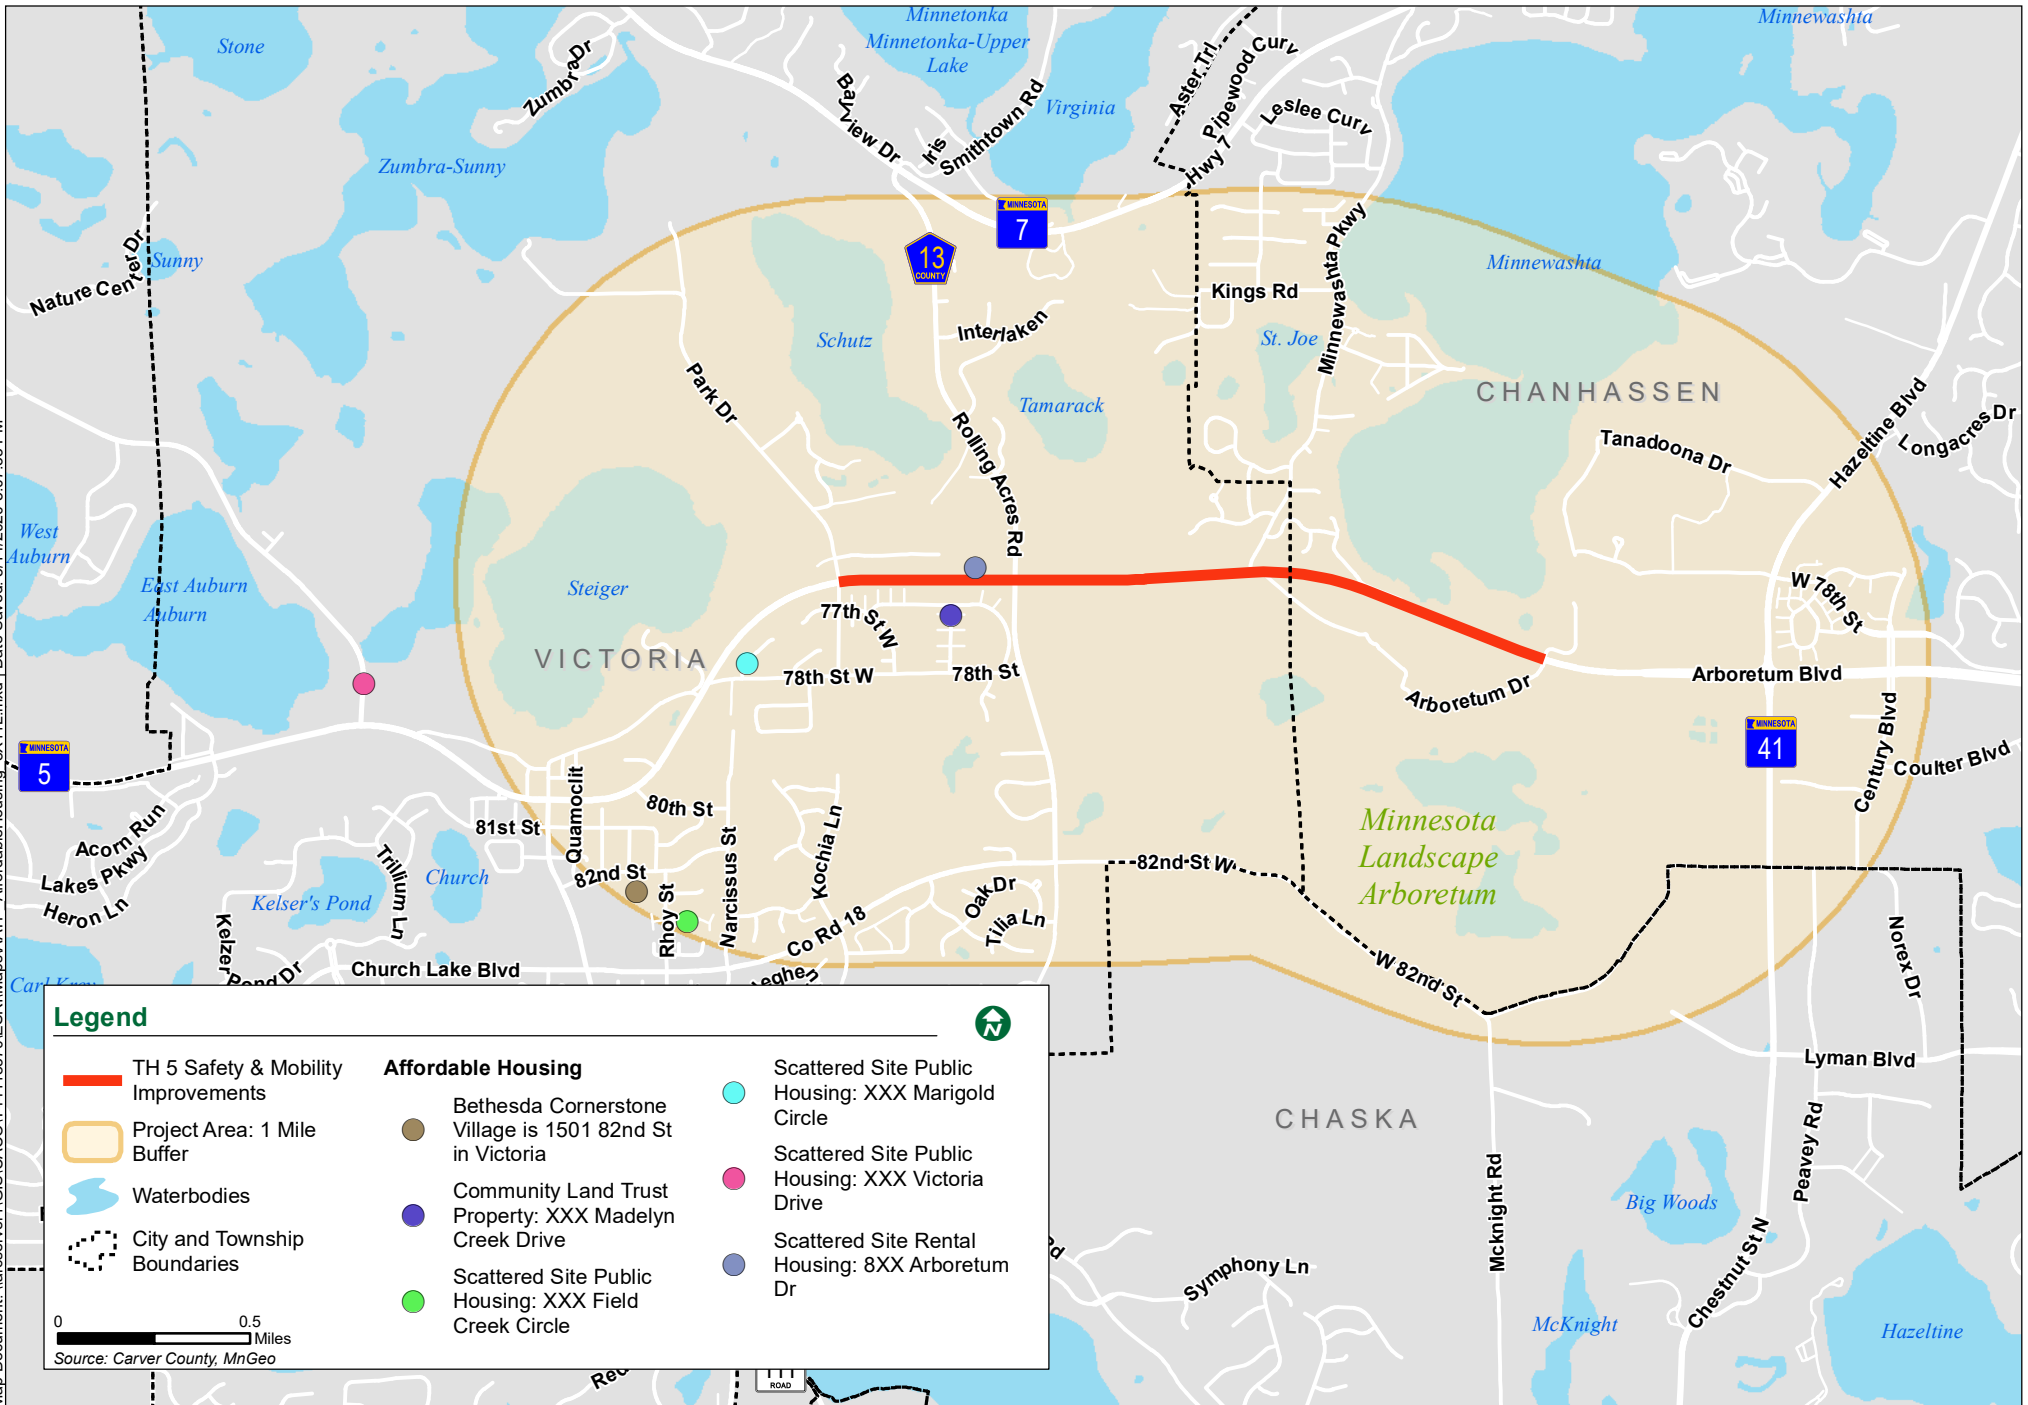 Minnetonka
Minnewashta
Stone
Minnetonka-Upper
Lake
Zumbra Dr
Aster Trl
Pipewood Curv
Bayview Dr
Virginia
Leslee Curv
Iris
Smithtown Rd
Hwy 7
Zumbra-Sunny
MINNESOTA
7
Minnewashta Pkwy
Nature Center Dr
Sunny
13
COUNTY
Minnewashta
Kings Rd
Interlaken
Schutz
St. Joe
Park Dr
Tamarack
CHANHASSEN
Hazeltine Blvd
Longacres Dr
Rolling Acres Rd
Tanadoona Dr
West
Auburn
East Auburn
Auburn
Steiger
W 78th St
77th St W
VICTORIA
78th St W
78th St
Arboretum Dr
Arboretum Blvd
MINNESOTA
5
MINNESOTA
41
Century Blvd
Coulter Blvd
Quamoclit
80th St
81st St
Acorn Run
Narcissus St
Kochia Ln
Minnesota
Landscape
Arboretum
Lakes Pkwy
Trillium Ln
Church
82nd St
82nd St W
Heron Ln
Kelser's Pond
Rhoy St
Oak Dr
Tilia Ln
Co Rd 18
Norex Dr
Kelzer
Pond Dr
Church Lake Blvd
W 82nd St
Carl Krey
Legend
TH 5 Safety & Mobility
Improvements
Project Area: 1 Mile
Buffer
Waterbodies
City and Township
Boundaries
0 0.5
Miles
Source: Carver County, MnGeo
Affordable Housing
Bethesda Cornerstone
Village is 1501 82nd St
in Victoria
Community Land Trust
Property: XXX Madelyn
Creek Drive
Scattered Site Public
Housing: XXX Field
Creek Circle
Scattered Site Public
Housing: XXX Marigold
Circle
Scattered Site Public
Housing: XXX Victoria
Drive
Scattered Site Rental
Housing: 8XX Arboretum
Dr
N
Lyman Blvd
CHASKA
Peavey Rd
Mcknight Rd
Big Woods
Chestnut St N
Symphony Ln
McKnight
Hazeltine
ROAD